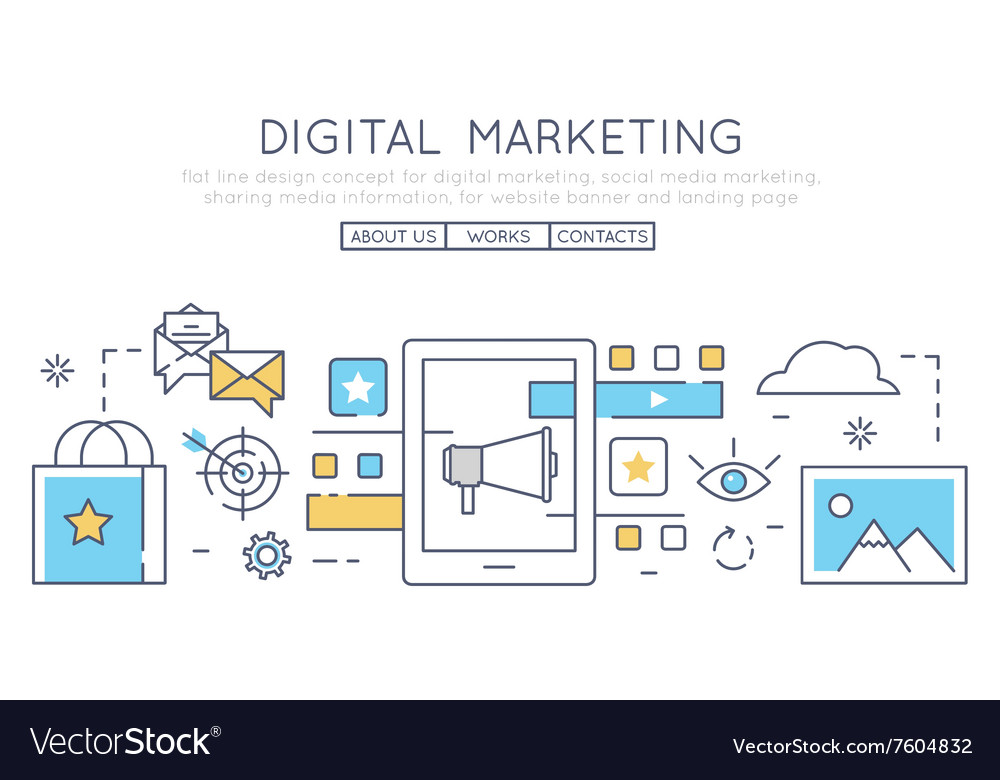 DIGITAL MARKETING
flat line design concept for digital marketing, social media marketing,
sharing media information, for website banner and landing page
ABOUT US WORKS CONTACTS
VectorStock® VectorStock.com/7604832